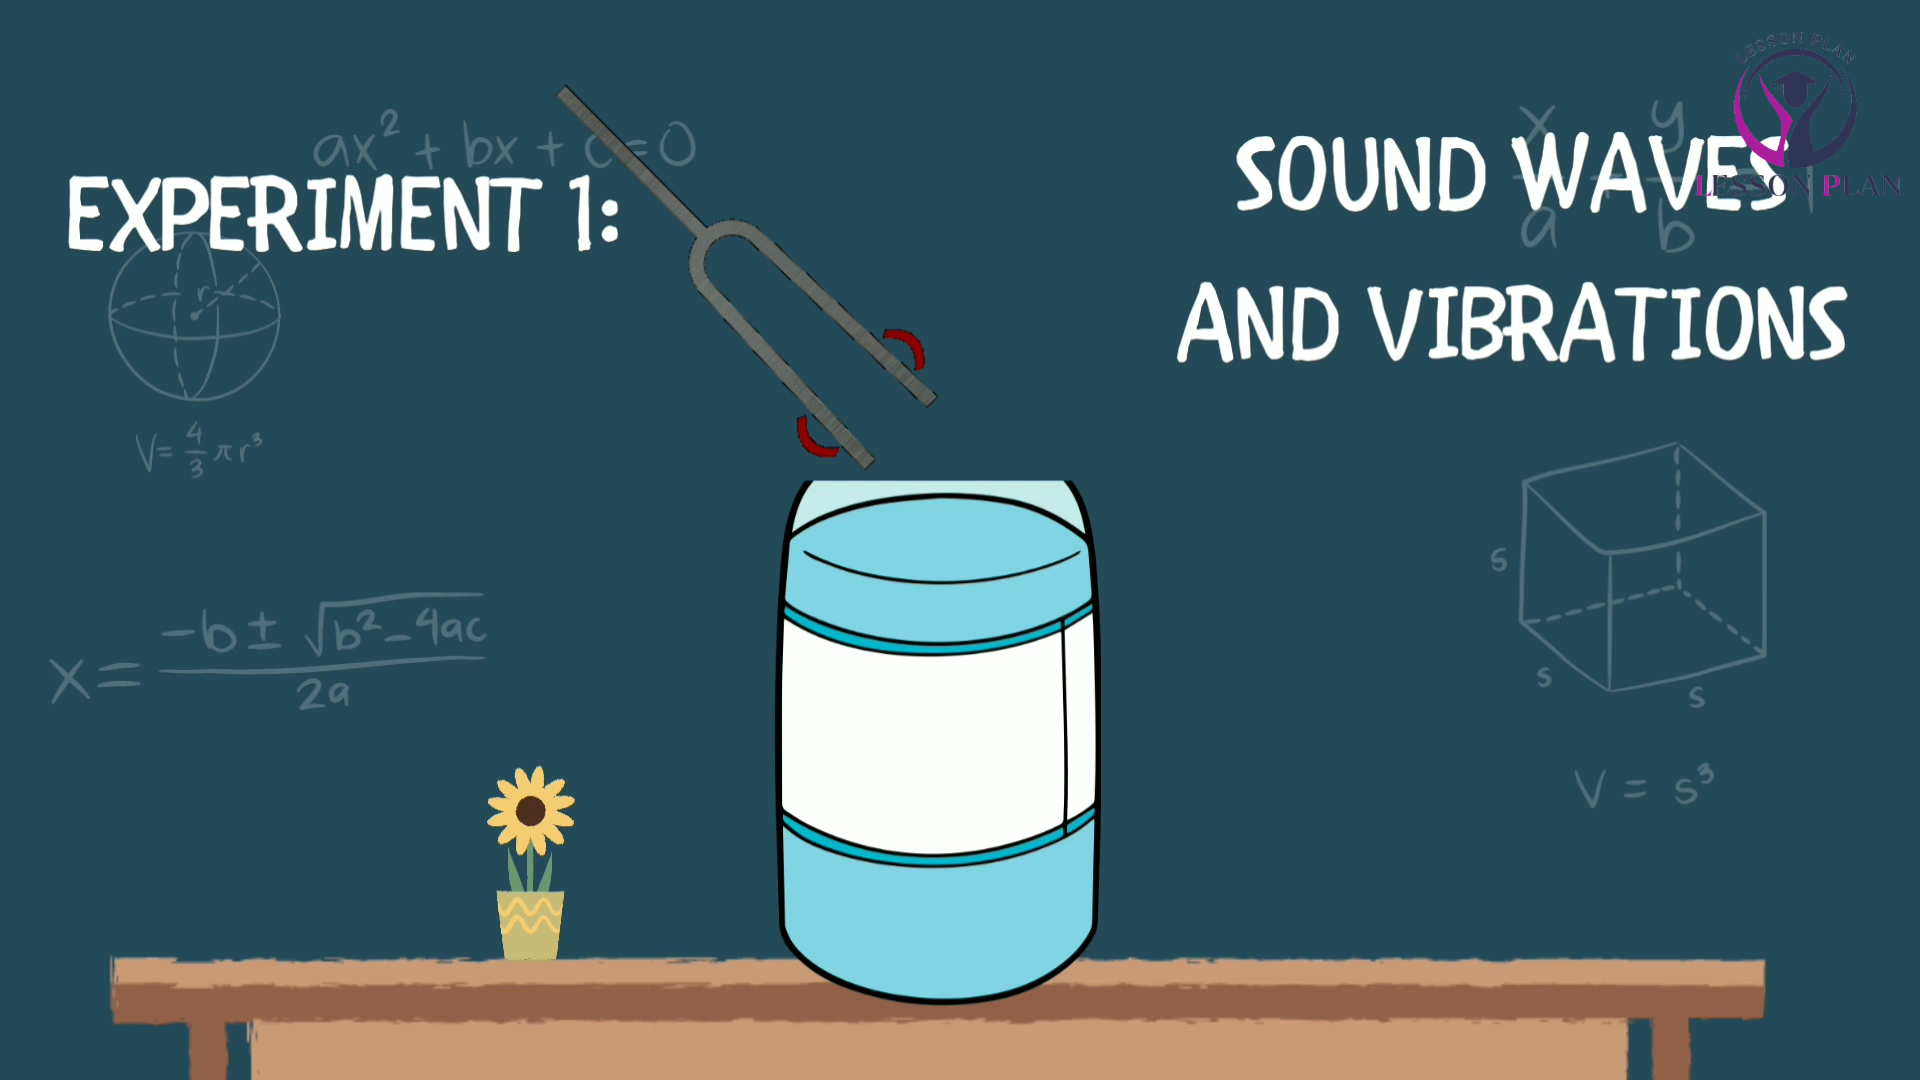 LESSON PLAN
ax² + bx + c = 0
EXPERIMENT 1:
SOUND WAVES
AND VIBRATIONS
LESSON PLAN
x y
a b
1
r
V = 4/3 πr³
x = (-b ± √b² - 4ac) / 2a
s
s
s
V = s³